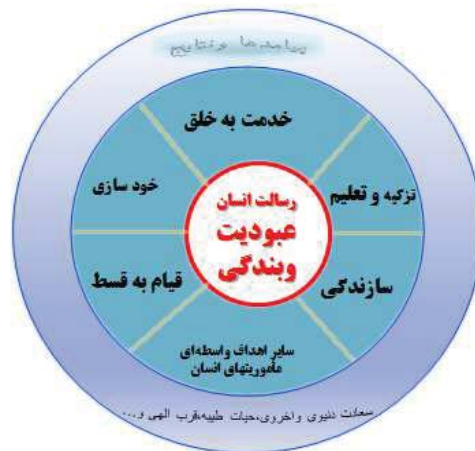 پیامدها ونتایج
خدمت به خلق
تزکیه و تعلیم
خود سازی
رسالت انسان
عبودیت
وبندگی
سازندگی
قیام به قسط
سایر اهداف واسطه‌ای
مأموریتهای انسان
سعادت دنیوی واخروی،حیات طیبه،قرب الهی و...